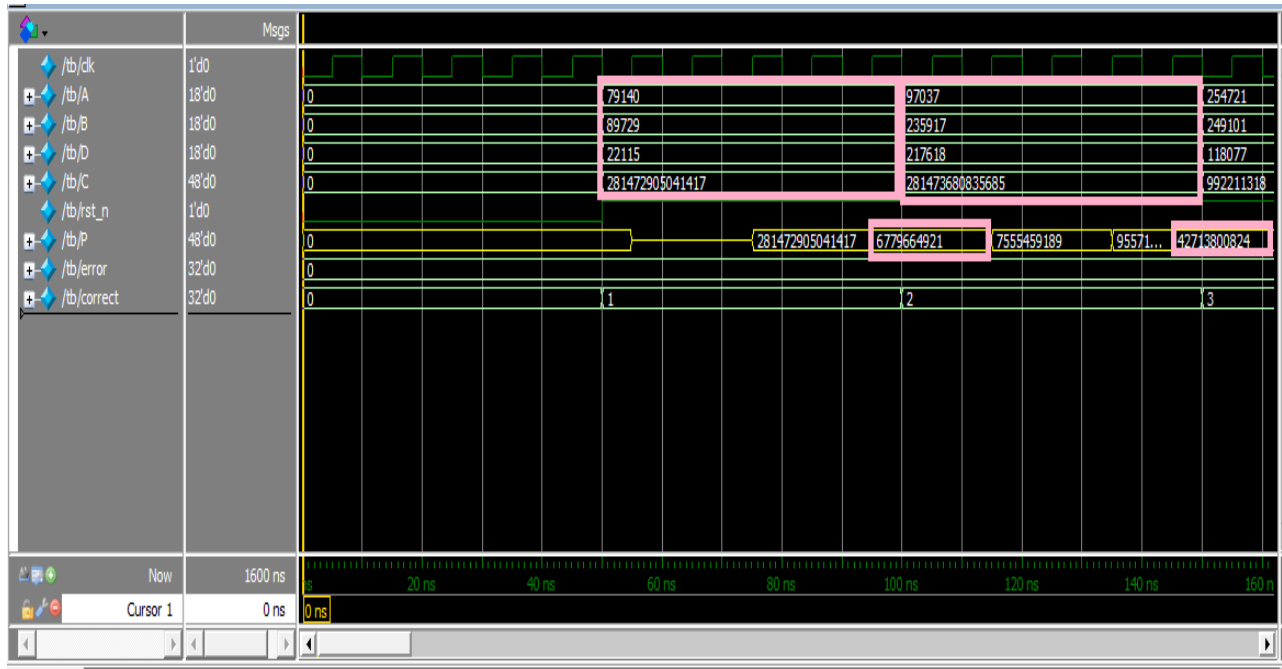 Msgs
/tb/clk 1'd0
/tb/A 18'd0 0 79140 97037 254721
/tb/B 18'd0 0 89729 235917 249101
/tb/D 18'd0 0 22115 217618 118077
/tb/C 48'd0 0 281472905041417 281473680835685 992211318
/tb/rst_n 1'd0
/tb/P 48'd0 0 281472905041417 6779664921 7555459189 95571... 42713800824
/tb/error 32'd0 0
/tb/correct 32'd0 0 1 2 3
Now 1600 ns ns 20 ns 40 ns 60 ns 80 ns 100 ns 120 ns 140 ns 160 n
Cursor 1 0 ns 0 ns